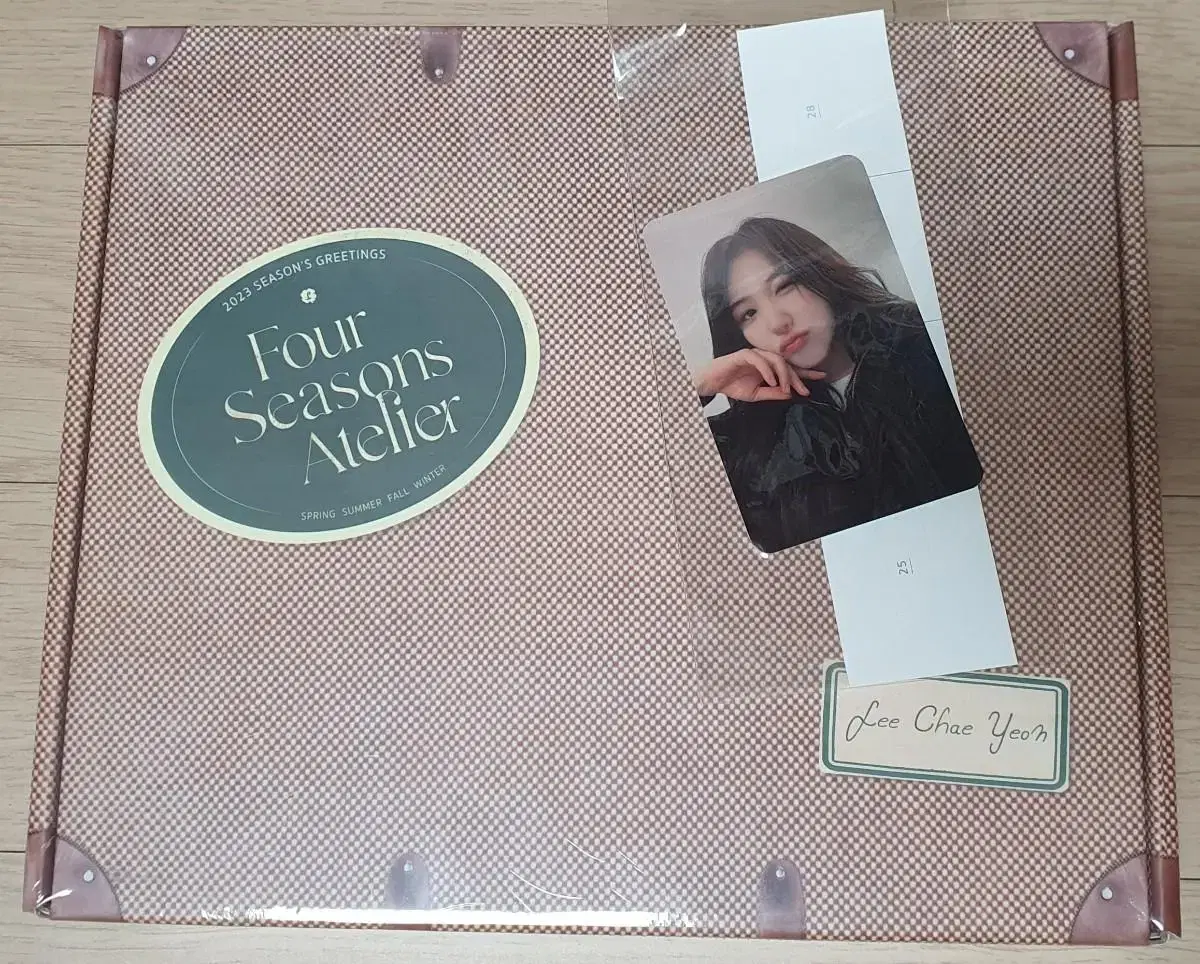 2023 SEASON'S GREETINGS
Four
Seasons
Atelier
SPRING SUMMER FALL WINTER
28
25
Lee Chae Yeon